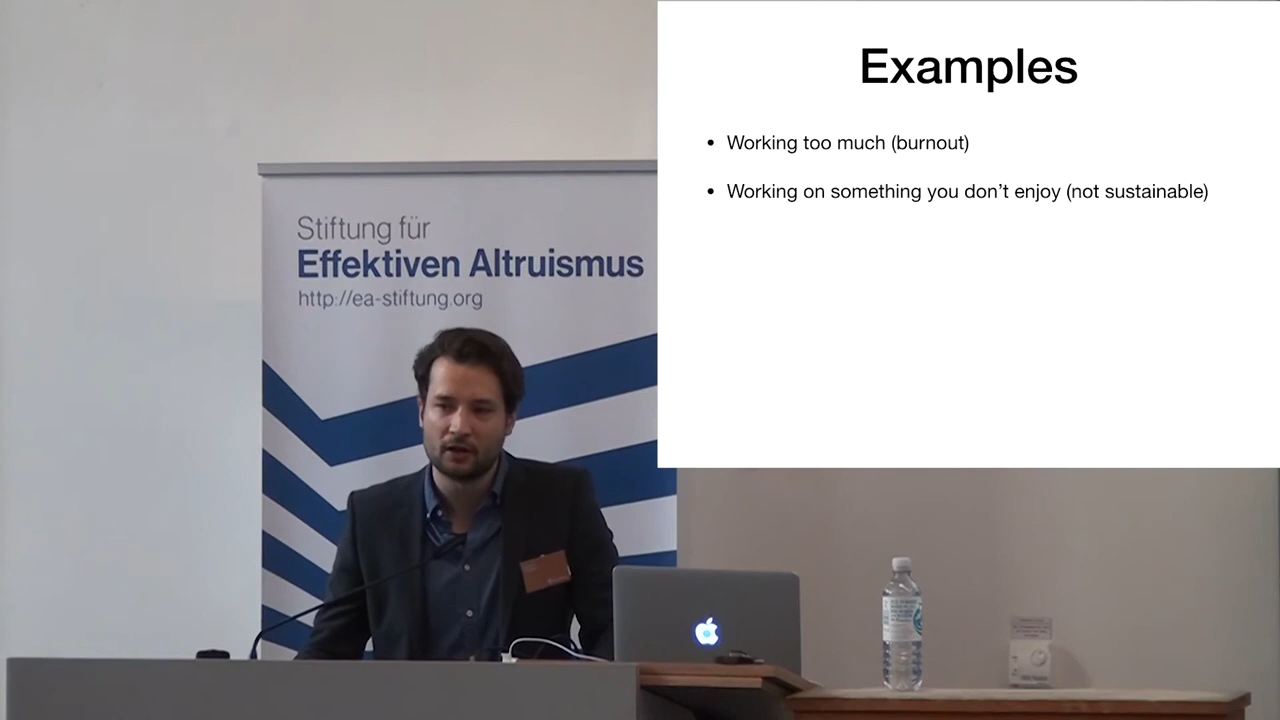 Examples
• Working too much (burnout)
• Working on something you don’t enjoy (not sustainable)
Stiftung für
Effektiven Altruismus
http://ea-stiftung.org